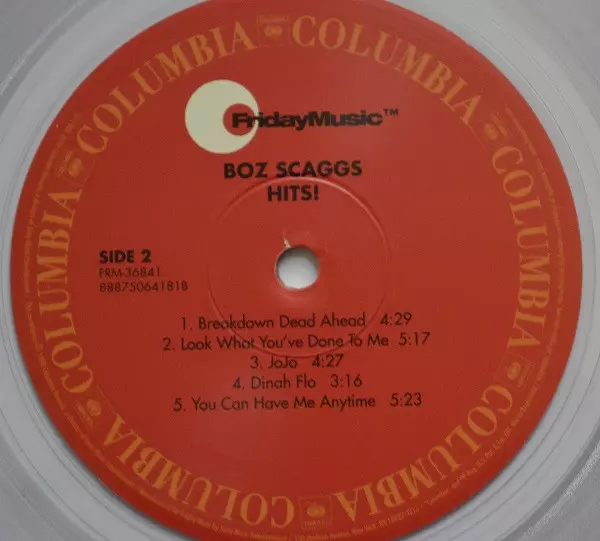 COLUMBIA COLUMBIA COLUMBIA COLUMBIA COLUMBIA COLUMBIA
FridayMusic™
BOZ SCAGGS
HITS!
SIDE 2
FRM-36841
88875064181B
1. Breakdown Dead Ahead 4:29
2. Look What You've Done To Me 5:17
3. JoJo 4:27
4. Dinah Flo 3:16
5. You Can Have Me Anytime 5:23